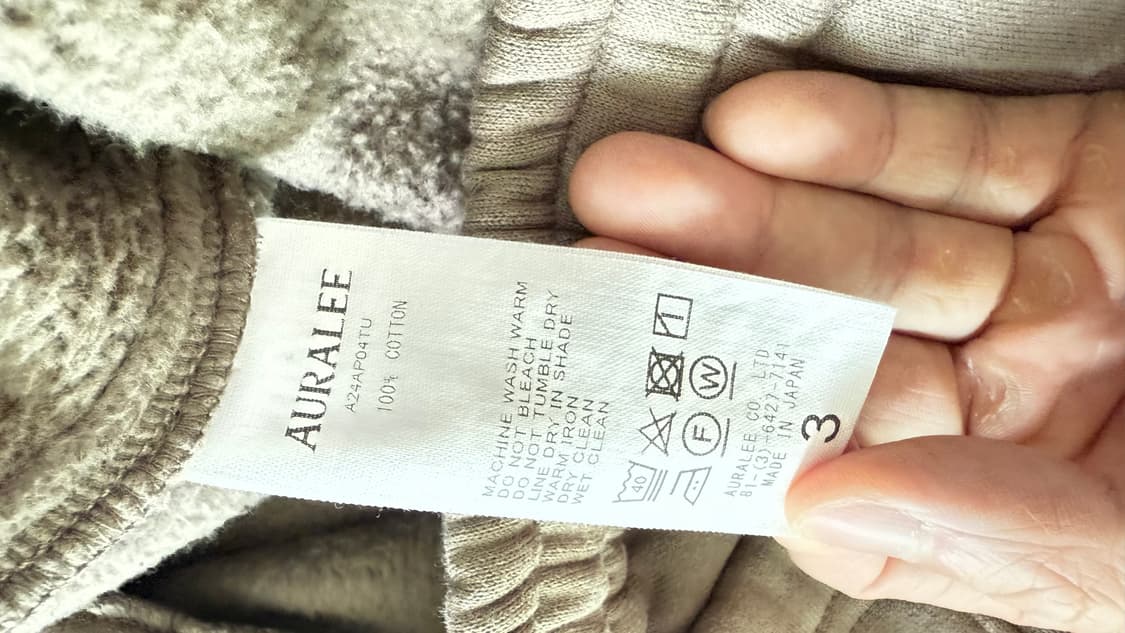 AURALEE
A24AP04TU
100% COTTON
MACHINE WASH WARM
DO NOT BLEACH
DO NOT TUMBLE DRY
LINE DRY IN SHADE
WARM IRON
DRY CLEAN
WET CLEAN
40
F
W
AURALEE CO.,LTD
81-(3)-6427-7141
MADE IN JAPAN
3